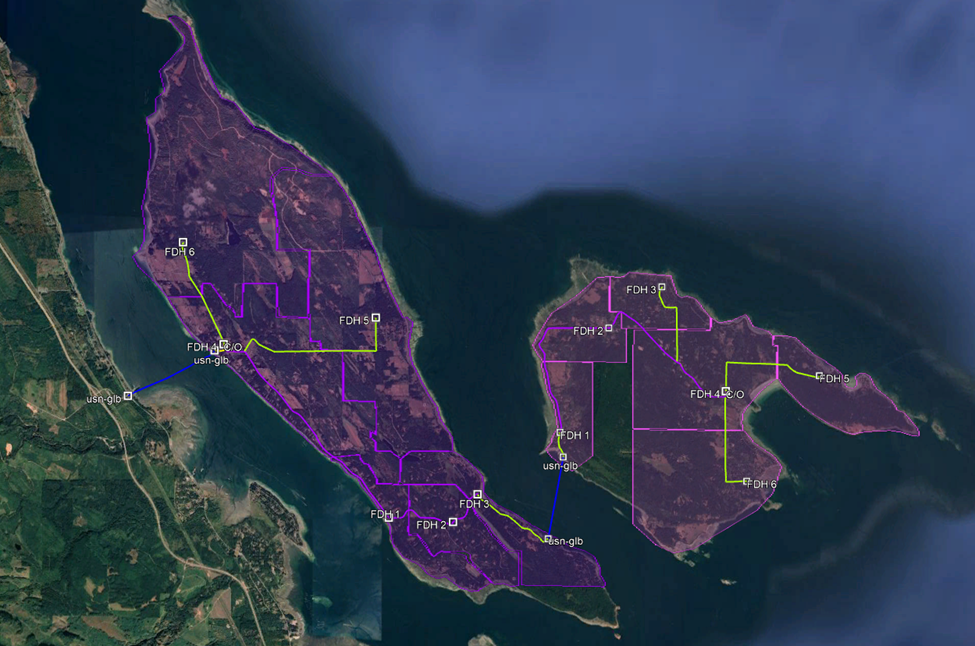 FDH 6
FDH 5
FDH 4 C/O
usn-glb
usn-glb
FDH 3
FDH 1
FDH 2
usn-glb
FDH 3
FDH 2
FDH 5
FDH 4 C/O
FDH 1
usn-glb
FDH 6